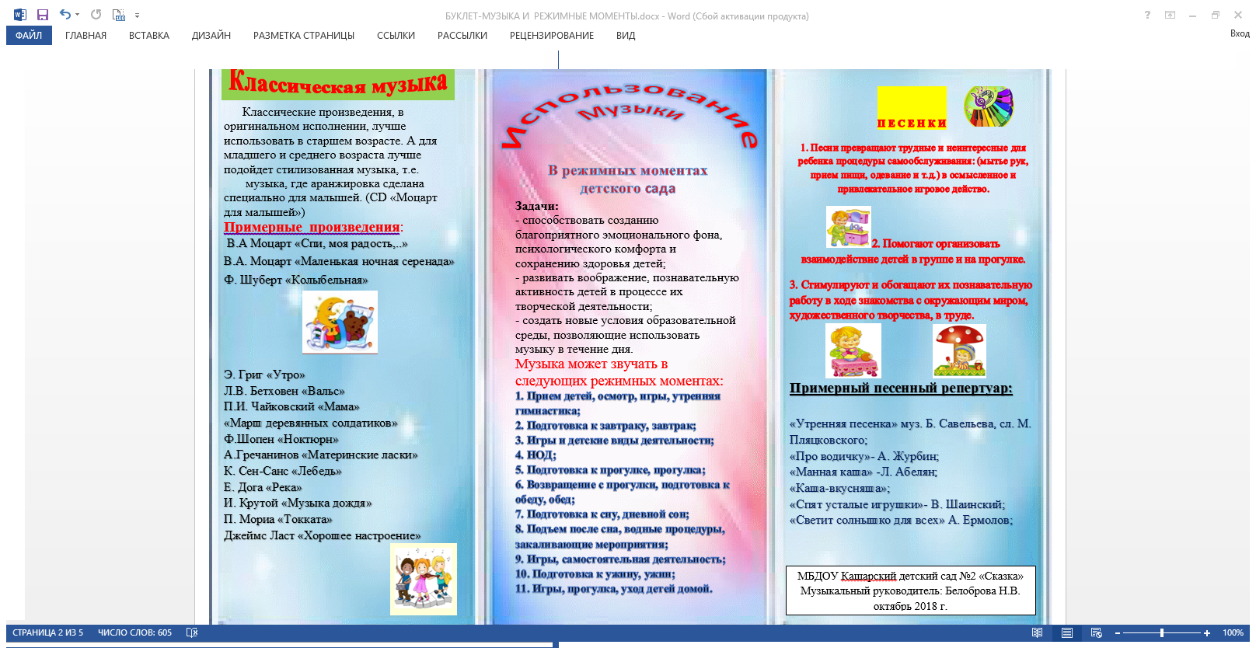 БУКЛЕТ-МУЗЫКА И РЕЖИМНЫЕ МОМЕНТЫ.docx - Word (Сбой активации продукта)
ФАЙЛ ГЛАВНАЯ ВСТАВКА ДИЗАЙН РАЗМЕТКА СТРАНИЦЫ ССЫЛКИ РАССЫЛКИ РЕЦЕНЗИРОВАНИЕ ВИД Вход
Классическая музыка
Классические произведения, в
оригинальном исполнении, лучше
использовать в старшем возрасте. А для
младшего и среднего возраста лучше
подойдет стилизованная музыка, т.е.
музыка, где аранжировка сделана
специально для малышей. (CD «Моцарт
для малышей»)
Примерные произведения:
В.А Моцарт «Спи, моя радость,..»
В.А. Моцарт «Маленькая ночная серенада»
Ф. Шуберт «Колыбельная»
Э. Григ «Утро»
Л.В. Бетховен «Вальс»
П.И. Чайковский «Мама»
«Марш деревянных солдатиков»
Ф.Шопен «Ноктюрн»
А.Гречанинов «Материнские ласки»
К. Сен-Санс «Лебедь»
Е. Дога «Река»
И. Крутой «Музыка дождя»
П. Мориа «Токката»
Джеймс Ласт «Хорошее настроение»
Использование
Музыки
В режимных моментах
детского сада
Задачи:
- способствовать созданию
благоприятного эмоционального фона,
психологического комфорта и
сохранению здоровья детей;
- развивать воображение, познавательную
активность детей в процессе их
творческой деятельности;
- создать новые условия образовательной
среды, позволяющие использовать
музыку в течение дня.
Музыка может звучать в
следующих режимных моментах:
1. Прием детей, осмотр, игры, утренняя
гимнастика;
2. Подготовка к завтраку, завтрак;
3. Игры и детские виды деятельности;
4. НОД;
5. Подготовка к прогулке, прогулка;
6. Возвращение с прогулки, подготовка к
обеду, обед;
7. Подготовка к сну, дневной сон;
8. Подъем после сна, водные процедуры,
закаливающие мероприятия;
9. Игры, самостоятельная деятельность;
10. Подготовка к ужину, ужин;
11. Игры, прогулка, уход детей домой.
ПЕСЕНКИ
1. Песни превращают трудные и неинтересные для
ребенка процедуры самообслуживания: (мытье рук,
прием пищи, одевание и т.д.) в осмысленное и
привлекательное игровое действо.
2. Помогают организовать
взаимодействие детей в группе и на прогулке.
3. Стимулируют и обогащают их познавательную
работу в ходе знакомства с окружающим миром,
художественного творчества, в труде.
Примерный песенный репертуар:
«Утренняя песенка» муз. Б. Савельева, сл. М.
Пляцковского;
«Про водичку»- А. Журбин;
«Манная каша» -Л. Абелян;
«Каша-вкусняша»;
«Спят усталые игрушки»- В. Шаинский;
«Светит солнышко для всех» А. Ермолов;
МБДОУ Кашарский детский сад №2 «Сказка»
Музыкальный руководитель: Белоброва Н.В.
октябрь 2018 г.
СТРАНИЦА 2 ИЗ 5 ЧИСЛО СЛОВ: 605 100%